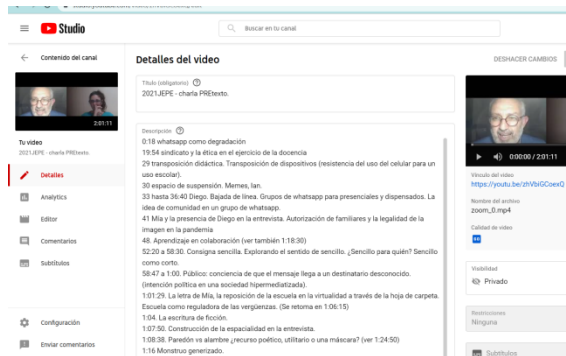 Studio
Buscar en tu canal
Contenido del canal
Detalles del video
DESHACER CAMBIOS
Título (obligatorio)
2021JEPE - charla PREtexto.
2:01:11
Tu video
2021JEPE - charla PREtexto.
Detalles
Analytics
Editor
Comentarios
Subtítulos
Configuración
Enviar comentarios
Descripción
0:18 whatsapp como degradación
19:54 sindicato y la ética en el ejercicio de la docencia
29 transposición didáctica. Transposición de dispositivos (resistencia del uso del celular para un
uso escolar).
30 espacio de suspensión. Memes, lan.
33 hasta 36:40 Diego. Bajada de línea. Grupos de whatsapp para presenciales y dispensados. La
idea de comunidad en un grupo de whatsapp.
41 Mía y la presencia de Diego en la entrevista. Autorización de familiares y la legalidad de la
imagen en la pandemia
48. Aprendizaje en colaboración (ver también 1:18:30)
52:20 a 58:30. Consigna sencilla. Explorando el sentido de sencillo. ¿Sencillo para quién? Sencillo
como corto.
58:47 a 1:00. Público: conciencia de que el mensaje llega a un destinatario desconocido.
(intención política en una sociedad hipermediatizada).
1:01:29. La letra de Mía, la reposición de la escuela en la virtualidad a través de la hoja de carpeta.
Escuela como reguladora de las vergüenzas. (Se retoma en 1:06:15)
1:04. La escritura de ficción.
1:07:50. Construcción de la espacialidad en la entrevista.
1:08:38. Paredón vs alambre ¿recurso poético, utilitario o una máscara? (ver 1:24:50)
1:16 Monstruo generizado.
0:00:00 / 2:01:11
Vínculo del video
https://youtu.be/zhVbiGCoexQ
Nombre del archivo
zoom_0.mp4
Calidad de video
Visibilidad
Privado
Restricciones
Ninguna
Subtítulos